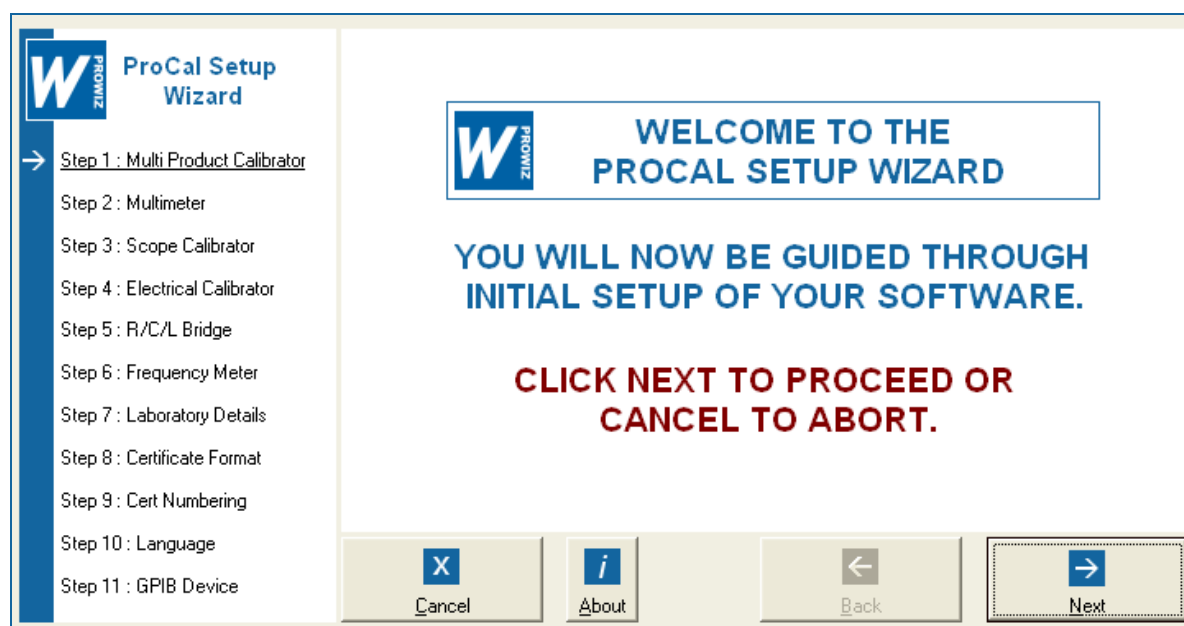 W PROWIZ
ProCal Setup
Wizard
Step 1 : Multi Product Calibrator
Step 2 : Multimeter
Step 3 : Scope Calibrator
Step 4 : Electrical Calibrator
Step 5 : R/C/L Bridge
Step 6 : Frequency Meter
Step 7 : Laboratory Details
Step 8 : Certificate Format
Step 9 : Cert Numbering
Step 10 : Language
Step 11 : GPIB Device
W PROWIZ
WELCOME TO THE
PROCAL SETUP WIZARD
YOU WILL NOW BE GUIDED THROUGH
INITIAL SETUP OF YOUR SOFTWARE.
CLICK NEXT TO PROCEED OR
CANCEL TO ABORT.
X
Cancel
i
About
Back
Next